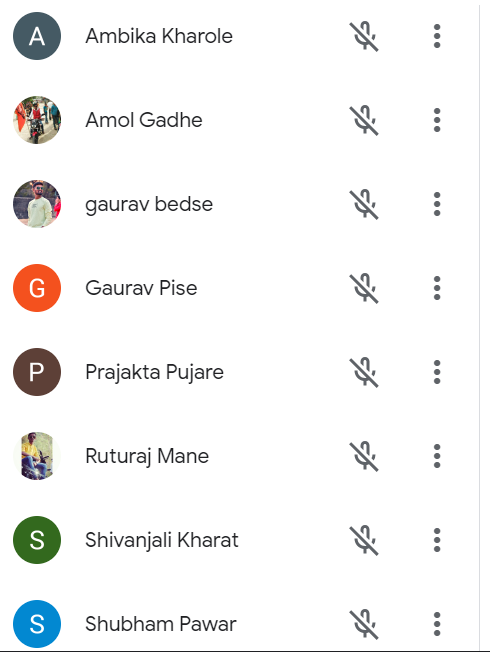 A Ambika Kharole
Amol Gadhe
gaurav bedse
G Gaurav Pise
P Prajakta Pujare
Ruturaj Mane
S Shivanjali Kharat
S Shubham Pawar